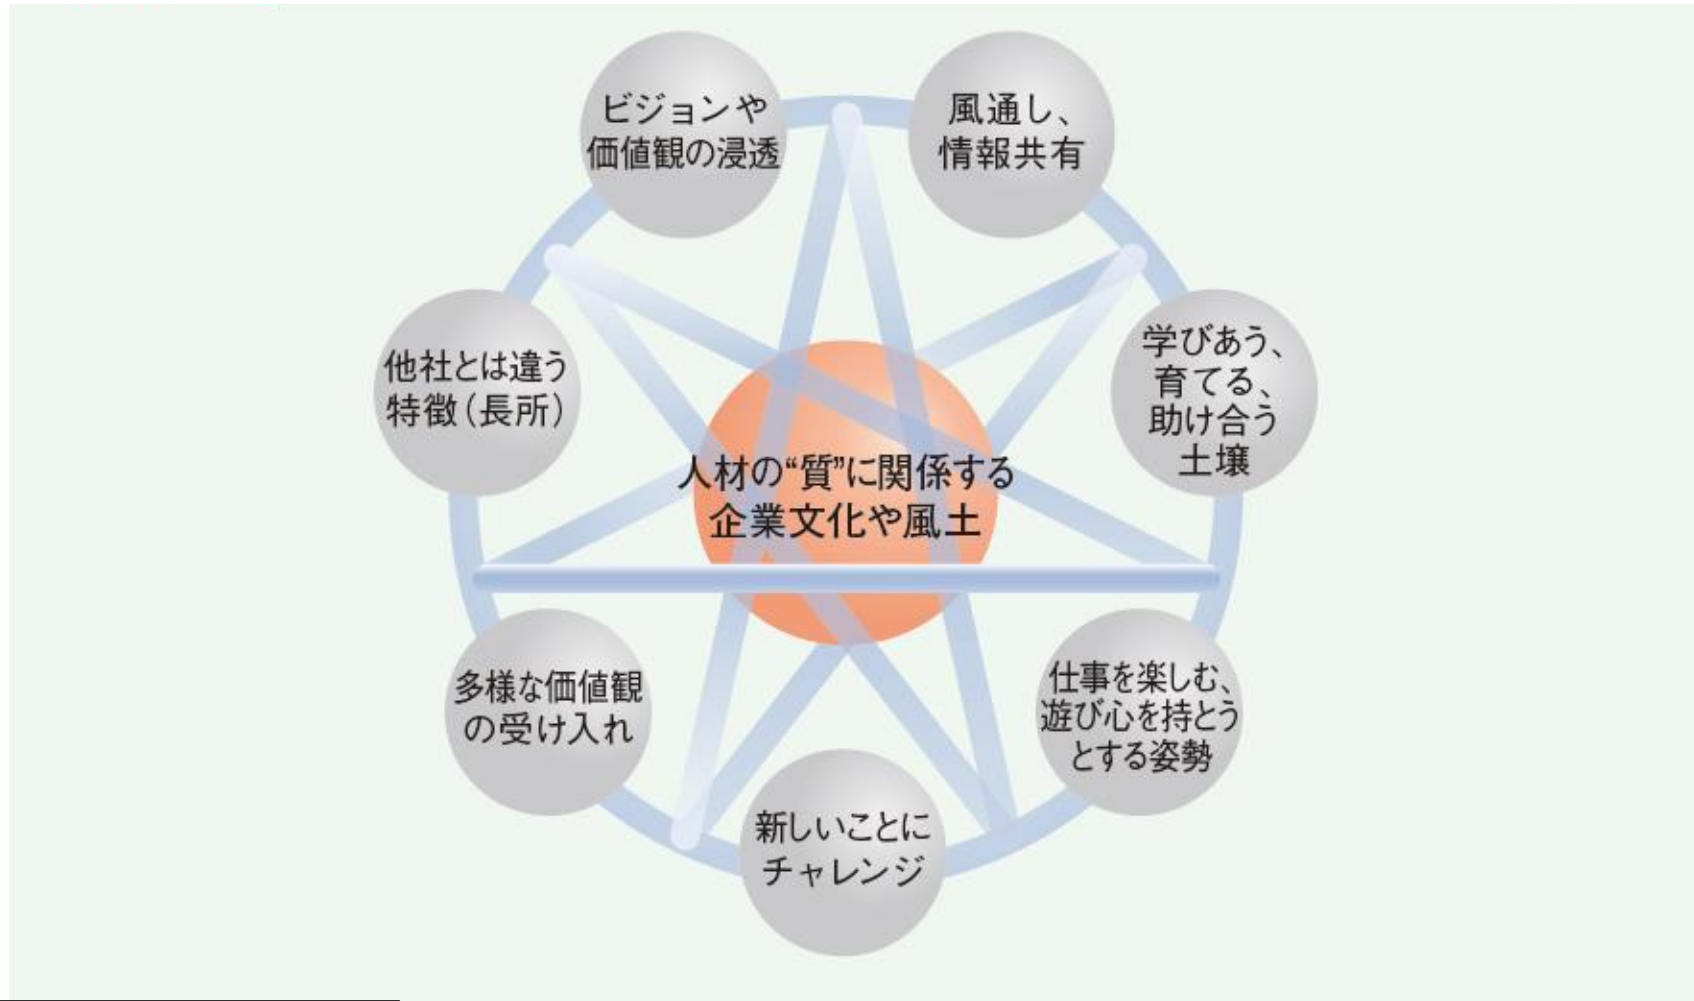 ビジョンや
価値観の浸透
風通し、
情報共有
他社とは違う
特徴(長所)
学びあう、
育てる、
助け合う
土壌
人材の“質”に関係する
企業文化や風土
多様な価値観
の受け入れ
仕事を楽しむ、
遊び心を持とう
とする姿勢
新しいことに
チャレンジ